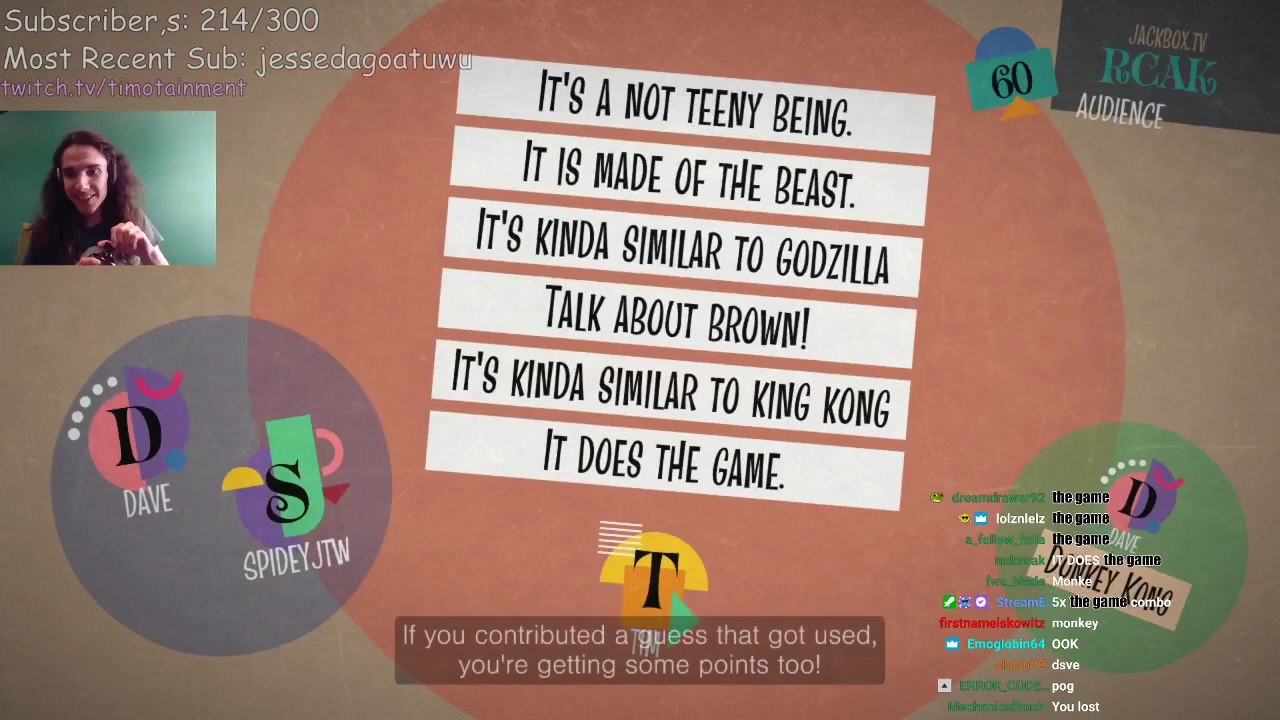 Subscriber,s: 214/300
Most Recent Sub: jessedagoatuwu
twitch.tv/timotainment
IT'S A NOT TEENY BEING.
IT IS MADE OF THE BEAST.
IT'S KINDA SIMILAR TO GODZILLA
TALK ABOUT BROWN!
IT'S KINDA SIMILAR TO KING KONG
IT DOES THE GAME.
60
JACKBOX.TV
RCAK
AUDIENCE
D
DAVE
S
SPIDEYJTW
T
TIM
If you contributed a guess that got used,
you're getting some points too!
D
DAVE
DONKEY KONG
dreamdrawer92 the game
lolznlelz the game
the game
IT DOES the game
Monke
StreamE 5x the game combo
firstnameiskowitz monkey
Emoglobin64 OOK
dsve
ERROR_CODE... pog
You lost